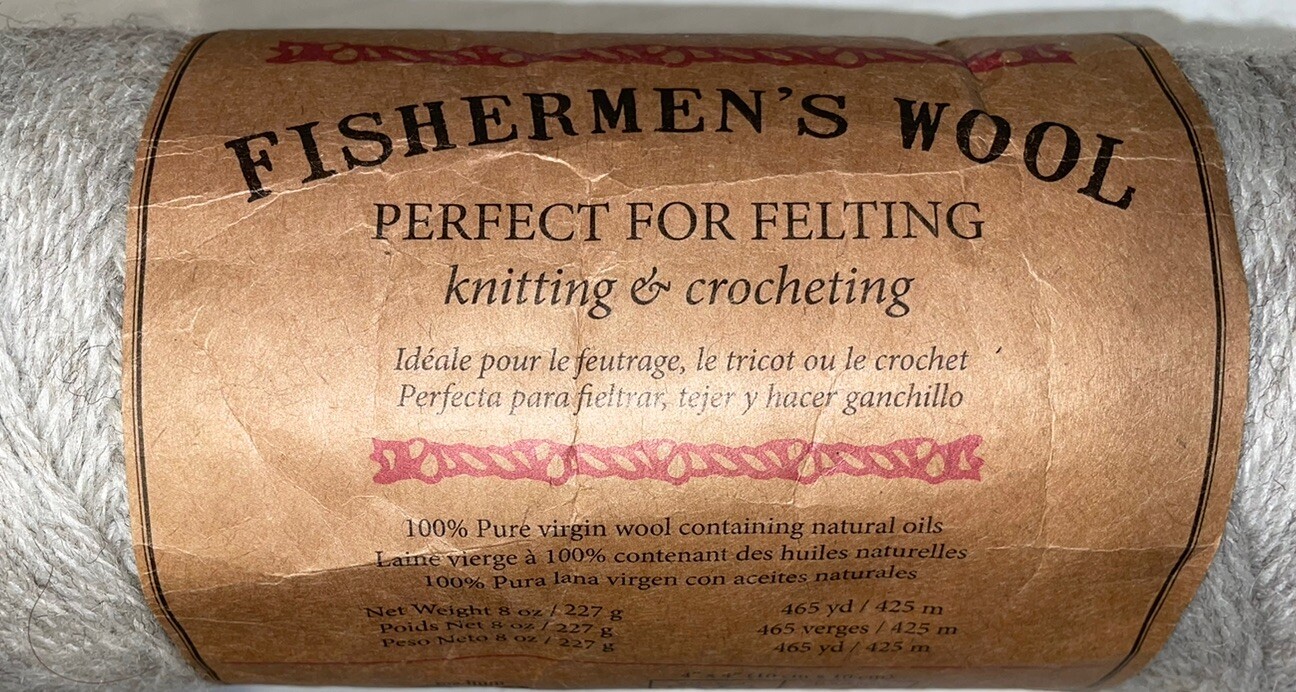 FISHERMEN'S WOOL
PERFECT FOR FELTING
knitting & crocheting
Idéale pour le feutrage, le tricot ou le crochet
Perfecta para fieltrar, tejer y hacer ganchillo
100% Pure virgin wool containing natural oils
Laine vierge à 100% contenant des huiles naturelles
100% Pura lana virgen con aceites naturales
Net Weight 8 oz / 227 g 465 yd / 425 m
Poids Net 8 oz / 227 g 465 verges / 425 m
Peso Neto 8 oz / 227 g 465 yd / 425 m